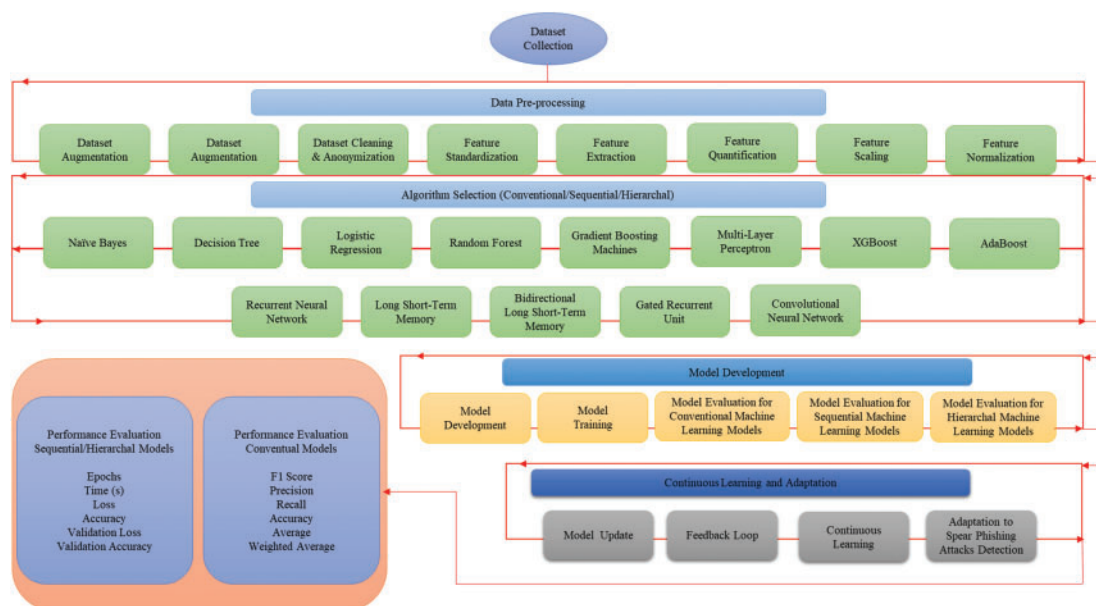 Dataset
Collection
Data Pre-processing
Dataset
Augmentation
Dataset
Augmentation
Dataset Cleaning
& Anonymization
Feature
Standardization
Feature
Extraction
Feature
Quantification
Feature
Scaling
Feature
Normalization
Algorithm Selection (Conventional/Sequential/Hierarchal)
Naïve Bayes
Decision Tree
Logistic
Regression
Random Forest
Gradient Boosting
Machines
Multi-Layer
Perceptron
XGBoost
AdaBoost
Recurrent Neural
Network
Long Short-Term
Memory
Bidirectional
Long Short-Term
Memory
Gated Recurrent
Unit
Convolutional
Neural Network
Model Development
Model
Development
Model
Training
Model Evaluation for
Conventional Machine
Learning Models
Model Evaluation for
Sequential Machine
Learning Models
Model Evaluation for
Hierarchal Machine
Learning Models
Performance Evaluation
Sequential/Hierarchal Models
Epochs
Time (s)
Loss
Accuracy
Validation Loss
Validation Accuracy
Performance Evaluation
Conventual Models
F1 Score
Precision
Recall
Accuracy
Average
Weighted Average
Continuous Learning and Adaptation
Model Update
Feedback Loop
Continuous
Learning
Adaptation to
Spear Phishing
Attacks Detection